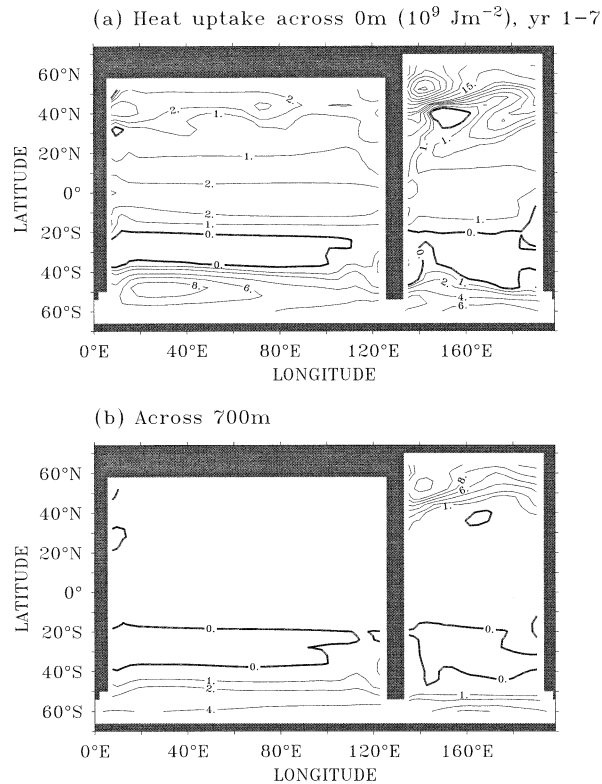 (a) Heat uptake across 0m (10⁹ Jm⁻²), yr 1−7
60°N
40°N
20°N
0°
20°S
40°S
60°S
LATITUDE
2.
2.
1.
1.
2.
2.
1.
0.
0.
8.
6.
15.
1.
1.
1.
0.
0.
2.
1.
4.
6.
0°E
40°E
80°E
120°E
160°E
LONGITUDE
(b) Across 700m
60°N
40°N
20°N
0°
20°S
40°S
60°S
LATITUDE
0.
0.
1.
2.
4.
8.
6.
1.
0.
0.
1.
0°E
40°E
80°E
120°E
160°E
LONGITUDE